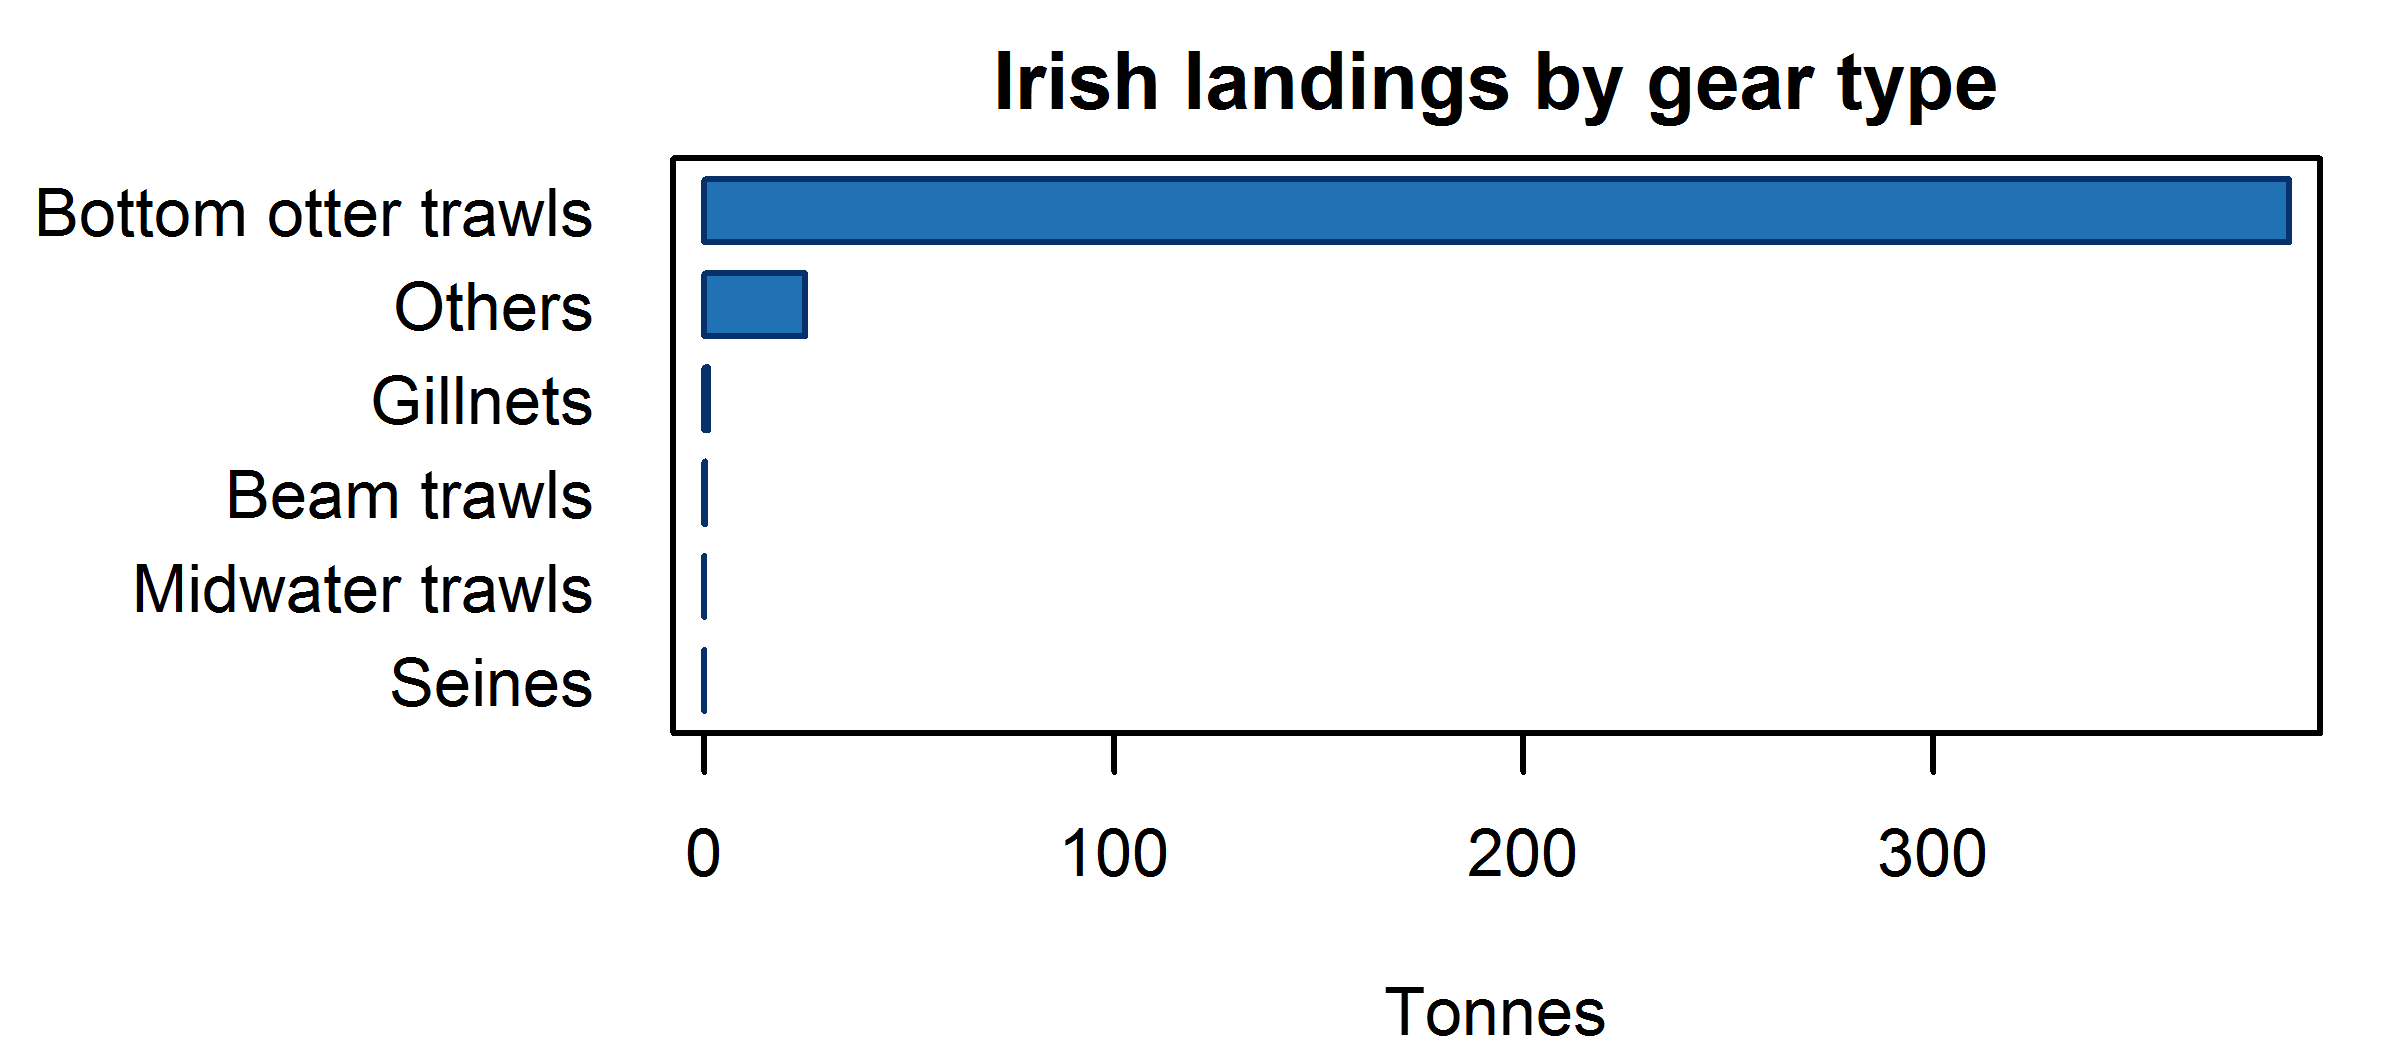 Irish landings by gear type
Bottom otter trawls
Others
Gillnets
Beam trawls
Midwater trawls
Seines
0 100 200 300
Tonnes